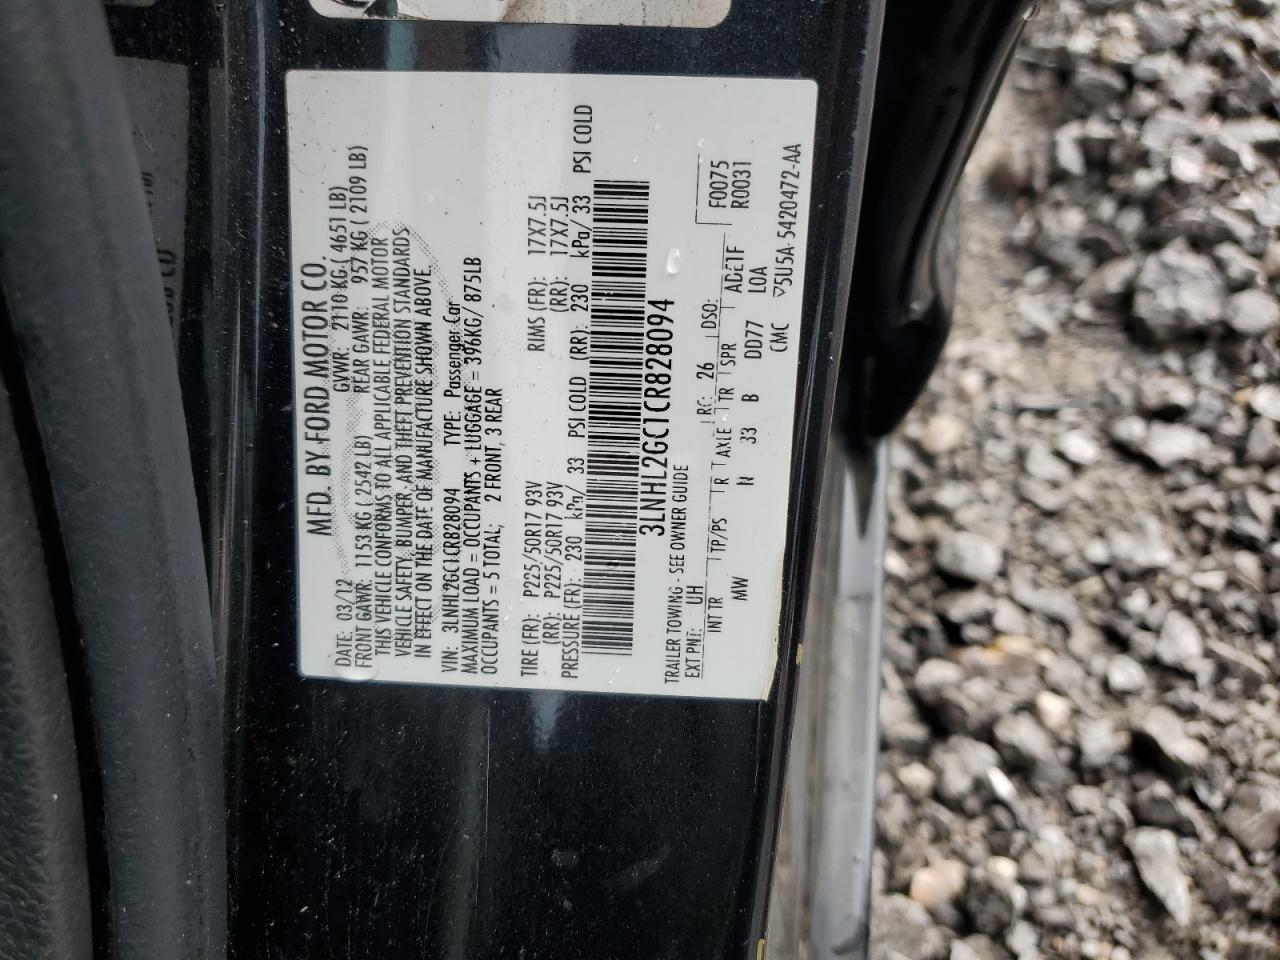 MFD. BY FORD MOTOR CO.
DATE: 03/12 GVWR: 2110 KG. (4651 LB)
FRONT GAWR: 1153 KG (2542 LB) REAR GAWR: 957 KG (2109 LB)
THIS VEHICLE CONFORMS TO ALL APPLICABLE FEDERAL MOTOR
VEHICLE SAFETY, BUMPER, AND THEFT PREVENTION STANDARDS
IN EFFECT ON THE DATE OF MANUFACTURE SHOWN ABOVE.
VIN: 3LNHL2GC1CR828094 TYPE: Passenger Car
MAXIMUM LOAD = OCCUPANTS + LUGGAGE = 396KG/ 875LB
OCCUPANTS = 5 TOTAL; 2 FRONT, 3 REAR
TIRE (FR): P225/50R17 93V RIMS (FR): 17X7.5J
(RR): P225/50R17 93V (RR): 17X7.5J
PRESSURE (FR): 230 kPa/ 33 PSI COLD (RR): 230 kPa/ 33 PSI COLD
3LNHL2GC1CR828094
TRAILER TOWING - SEE OWNER GUIDE
EXT PNT: UH RC: 26 DSO: F0075
INT TR TP/PS R AXLE TR SPR ADE1F R0031
MW N 33 B DD77 LOA
CMC ▽5U5A-5420472-AA